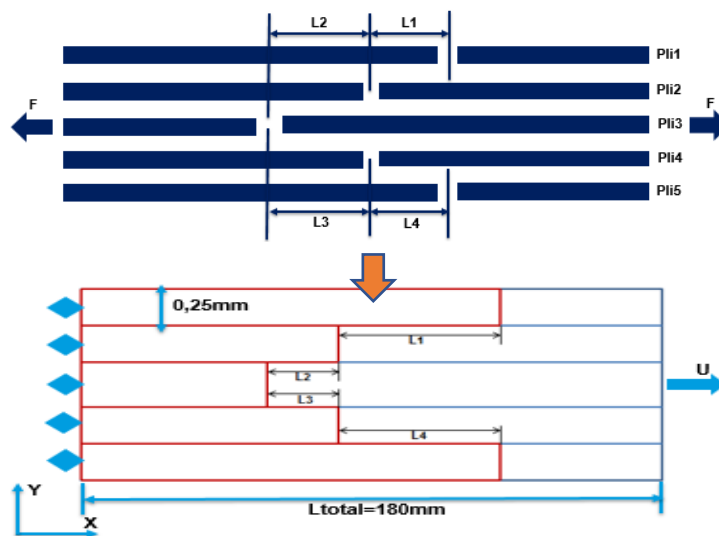 L2 L1
Pli1
Pli2
F F
Pli3
Pli4
Pli5
L3 L4
0,25mm
L1
L2
U
L3
L4
Y
Ltotal=180mm
X